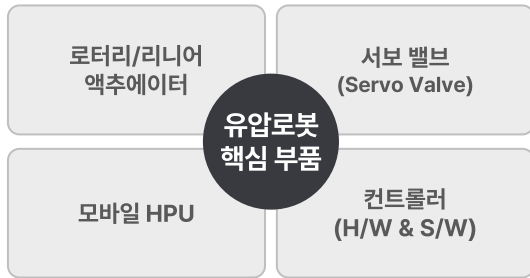 로터리/리니어
액추에이터
서보 밸브
(Servo Valve)
유압로봇
핵심 부품
모바일 HPU
컨트롤러
(H/W & S/W)